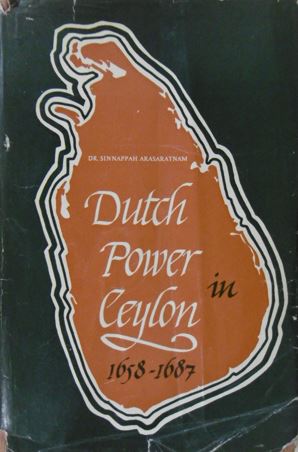 DR. SINNAPPAH ARASARATNAM
Dutch
Power
in
Ceylon
1658-1687